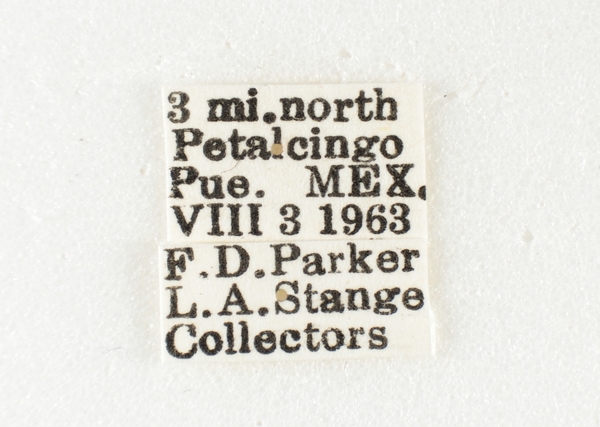 3 mi.north
Petalcingo
Pue. MEX.
VIII 3 1963
F.D.Parker
L.A.Stange
Collectors